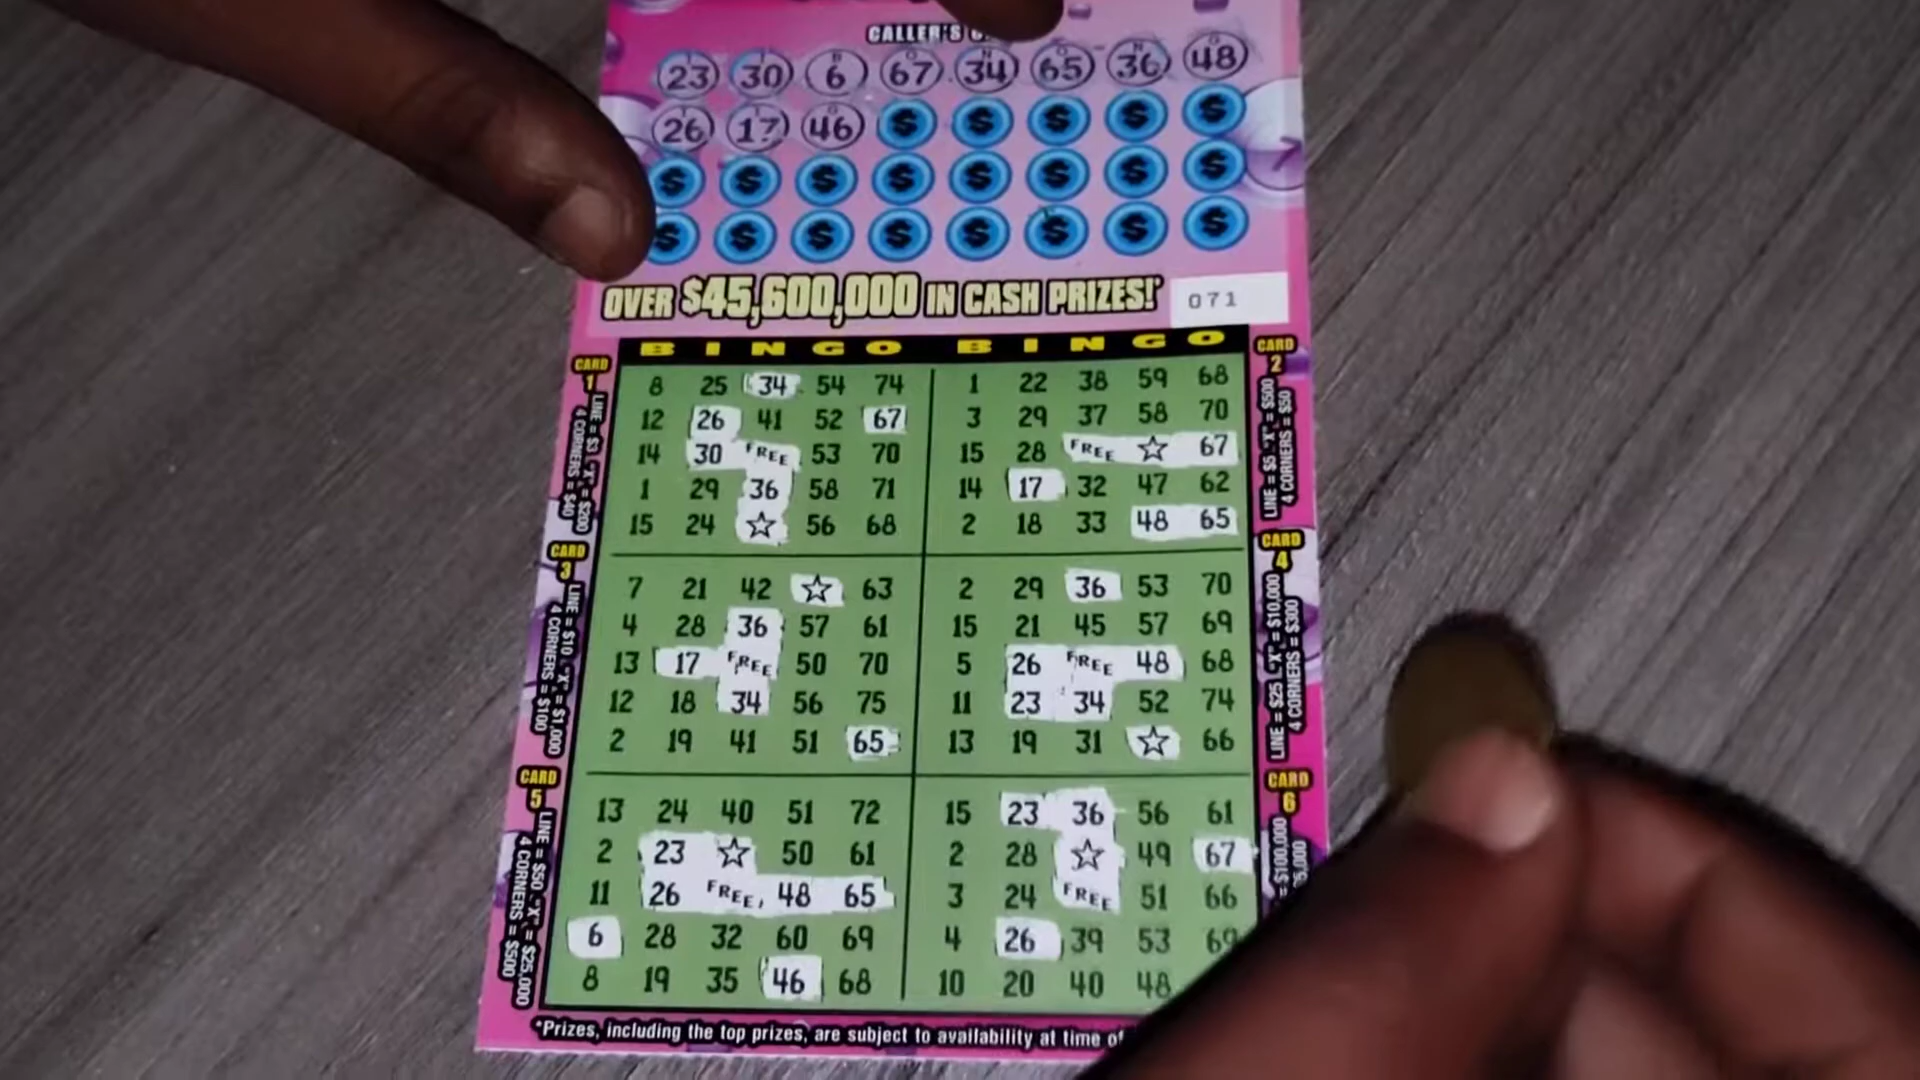 CALLER'S
23 30 6 67 34 65 36 48
26 17 46 $ $ $ $ $
$ $ $ $ $ $ $ $
$ $ $ $ $ $ $ $
OVER $45,600,000 IN CASH PRIZES!*
071
B I N G O B I N G O
CARD 1
LINE = $3 "X" = $200
4 CORNERS = $40
8 25 34 54 74
12 26 41 52 67
14 30 FREE 53 70
1 29 36 58 71
15 24 ☆ 56 68
CARD 2
LINE = $5 "X" = $500
4 CORNERS = $50
1 22 38 59 68
3 29 37 58 70
15 28 FREE ☆ 67
14 17 32 47 62
2 18 33 48 65
CARD 3
LINE = $10 "X" = $1,000
4 CORNERS = $100
7 21 42 ☆ 63
4 28 36 57 61
13 17 FREE 50 70
12 18 34 56 75
2 19 41 51 65
CARD 4
LINE = $25 "X" = $10,000
4 CORNERS = $300
2 29 36 53 70
15 21 45 57 69
5 26 FREE 48 68
11 23 34 52 74
13 19 31 ☆ 66
CARD 5
LINE = $50 "X" = $25,000
4 CORNERS = $500
13 24 40 51 72
2 23 ☆ 50 61
11 26 FREE 48 65
6 28 32 60 69
8 19 35 46 68
CARD 6
= $100,000
15 23 36 56 61
2 28 ☆ 49 67
3 24 FREE 51 66
4 26 39 53 69
10 20 40 48
*Prizes, including the top prizes, are subject to availability at time of